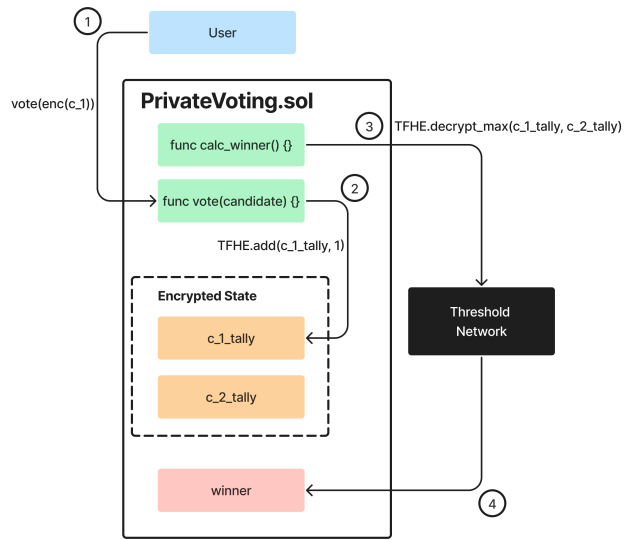 1
User
vote(enc(c_1))
PrivateVoting.sol
3
TFHE.decrypt_max(c_1_tally, c_2_tally)
func calc_winner() {}
2
func vote(candidate) {}
TFHE.add(c_1_tally, 1)
Encrypted State
c_1_tally
c_2_tally
Threshold
Network
winner
4